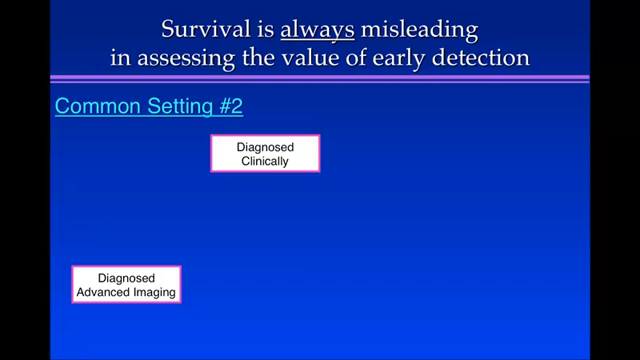 Survival is always misleading
in assessing the value of early detection
Common Setting #2
Diagnosed
Clinically
Diagnosed
Advanced Imaging